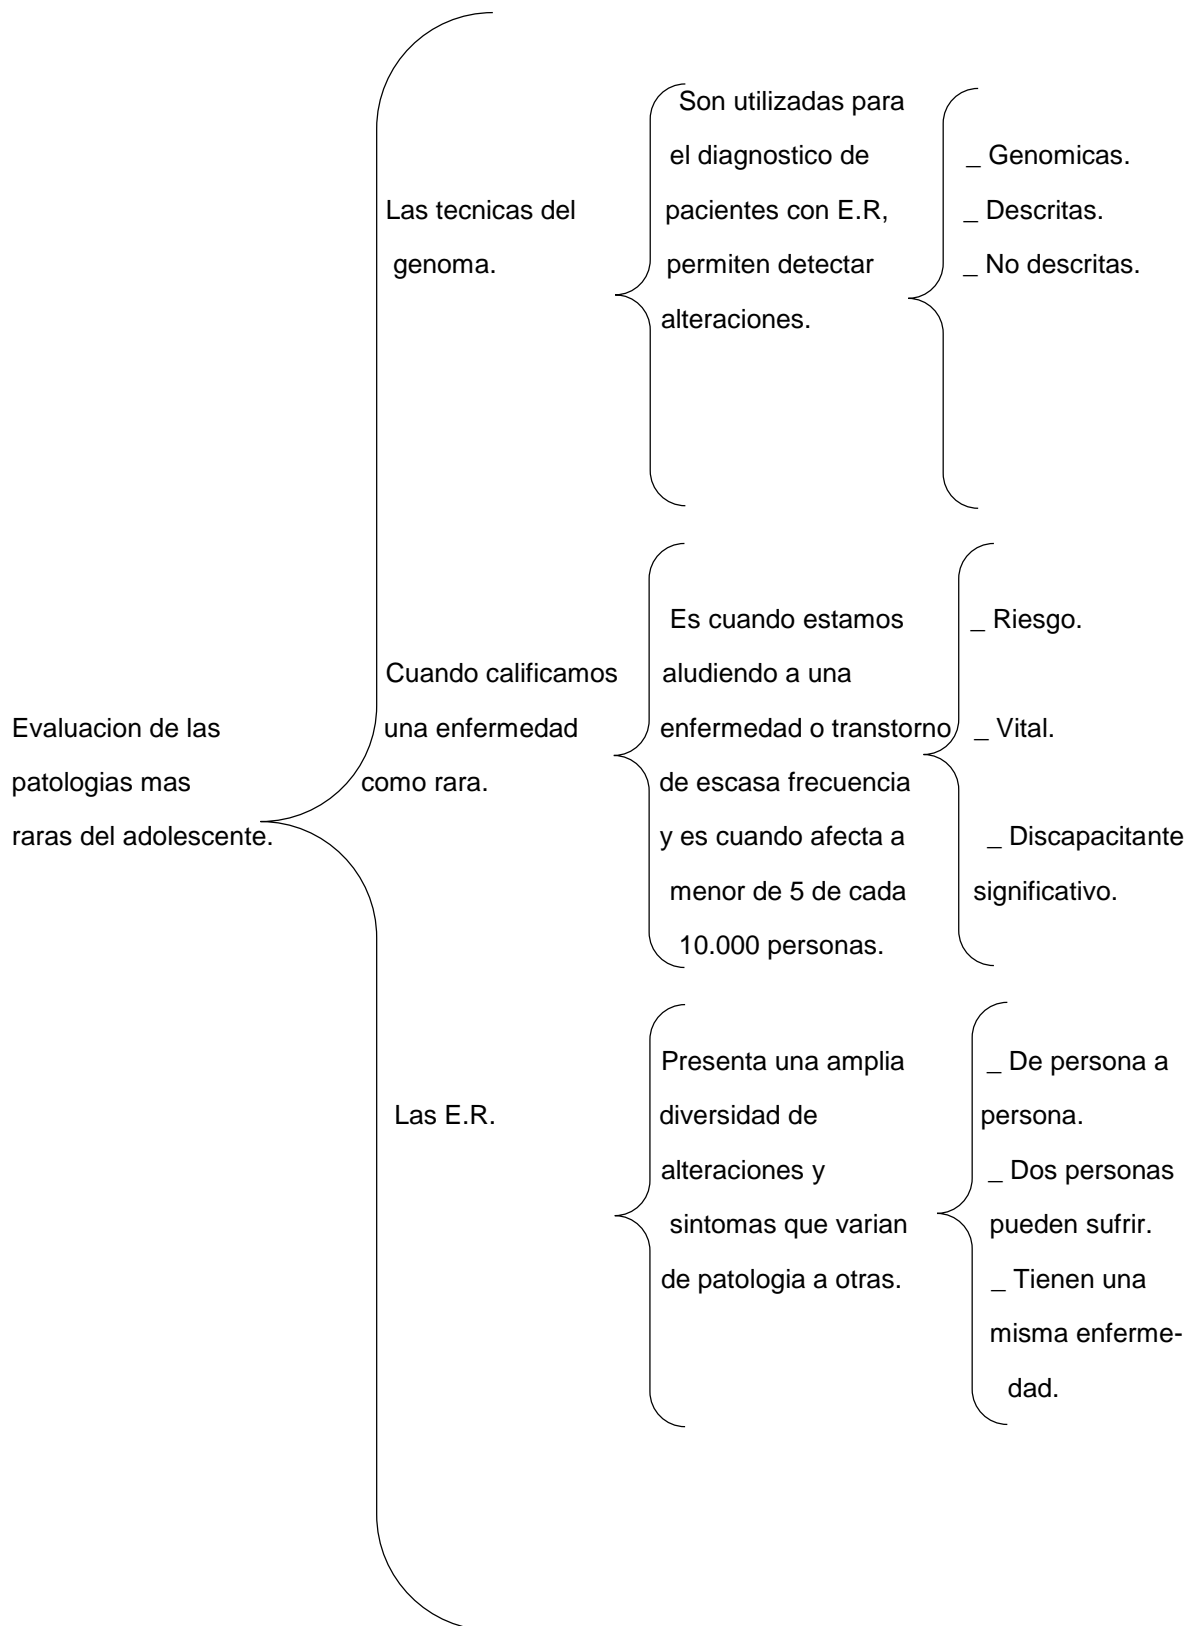 Evaluacion de las
patologias mas
raras del adolescente.
Las tecnicas del
genoma.
Son utilizadas para
el diagnostico de
pacientes con E.R,
permiten detectar
alteraciones.
_ Genomicas.
_ Descritas.
_ No descritas.
Cuando calificamos
una enfermedad
como rara.
Es cuando estamos
aludiendo a una
enfermedad o transtorno
de escasa frecuencia
y es cuando afecta a
menor de 5 de cada
10.000 personas.
_ Riesgo.
_ Vital.
_ Discapacitante
significativo.
Las E.R.
Presenta una amplia
diversidad de
alteraciones y
sintomas que varian
de patologia a otras.
_ De persona a
persona.
_ Dos personas
pueden sufrir.
_ Tienen una
misma enferme-
dad.